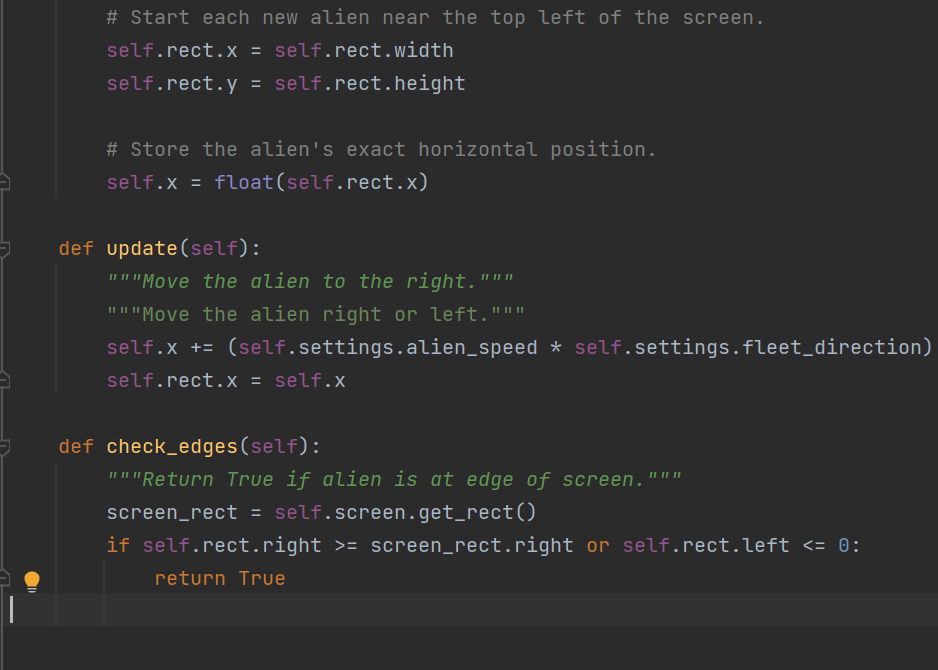 # Start each new alien near the top left of the screen.
self.rect.x = self.rect.width
self.rect.y = self.rect.height
# Store the alien's exact horizontal position.
self.x = float(self.rect.x)
def update(self):
"""Move the alien to the right."""
"""Move the alien right or left."""
self.x += (self.settings.alien_speed * self.settings.fleet_direction)
self.rect.x = self.x
def check_edges(self):
"""Return True if alien is at edge of screen."""
screen_rect = self.screen.get_rect()
if self.rect.right >= screen_rect.right or self.rect.left <= 0:
return True